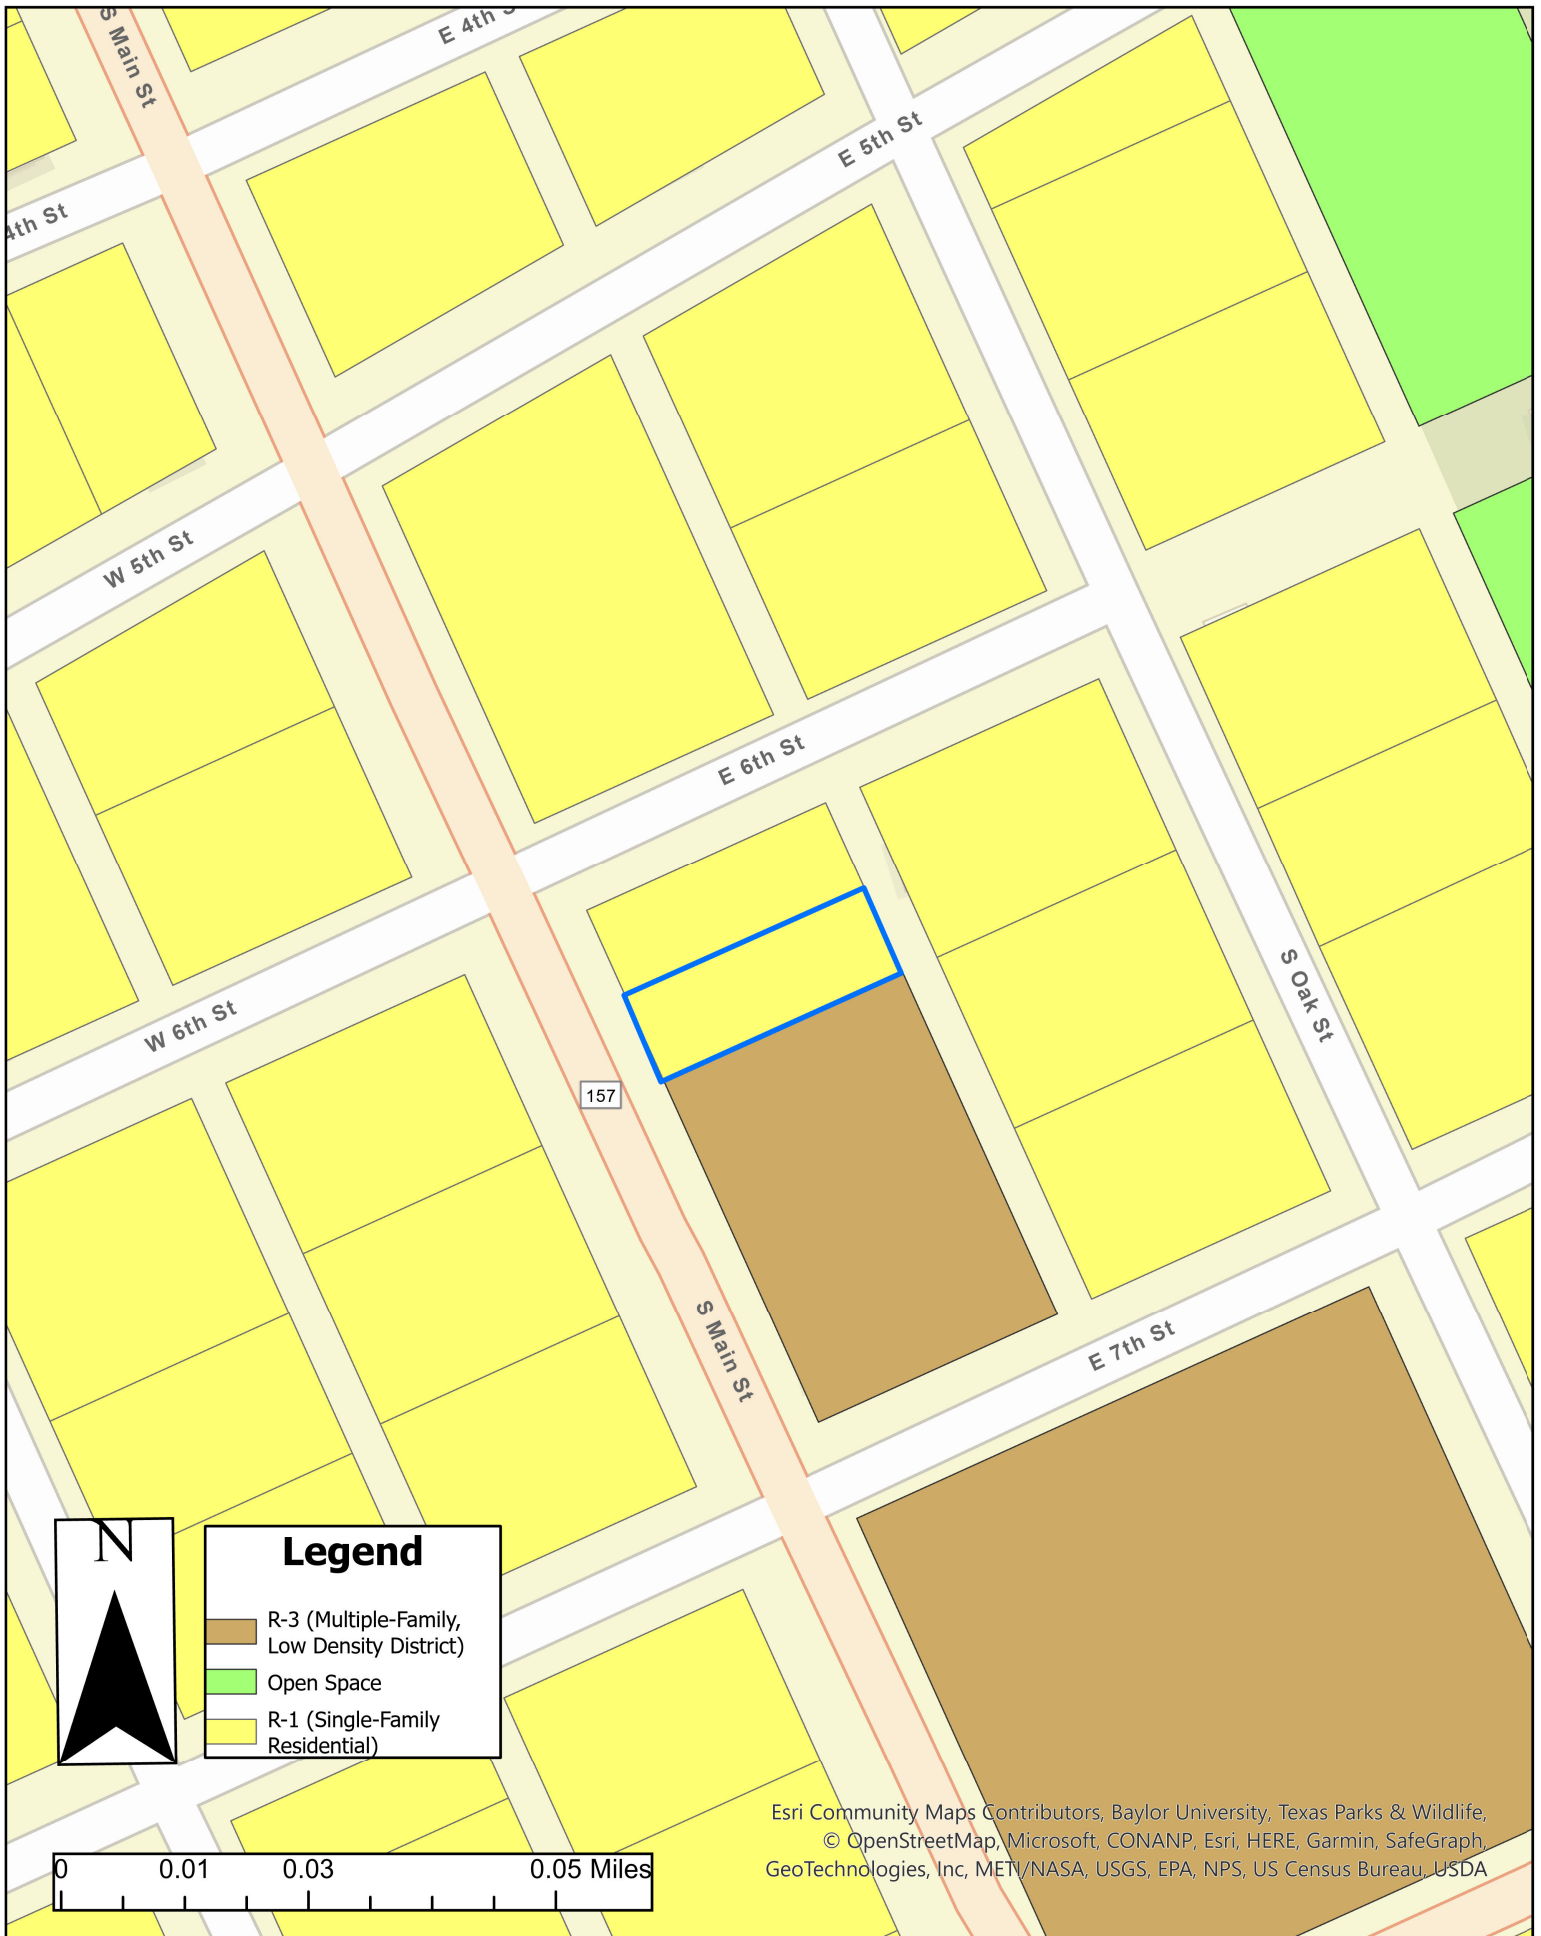 S Main St
E 4th S
E 5th St
4th St
W 5th St
E 6th St
S Oak St
W 6th St
157
S Main St
E 7th St
N
Legend
R-3 (Multiple-Family,
Low Density District)
Open Space
R-1 (Single-Family
Residential)
Esri Community Maps Contributors, Baylor University, Texas Parks & Wildlife,
© OpenStreetMap, Microsoft, CONANP, Esri, HERE, Garmin, SafeGraph,
GeoTechnologies, Inc, METI/NASA, USGS, EPA, NPS, US Census Bureau, USDA
0 0.01 0.03 0.05 Miles